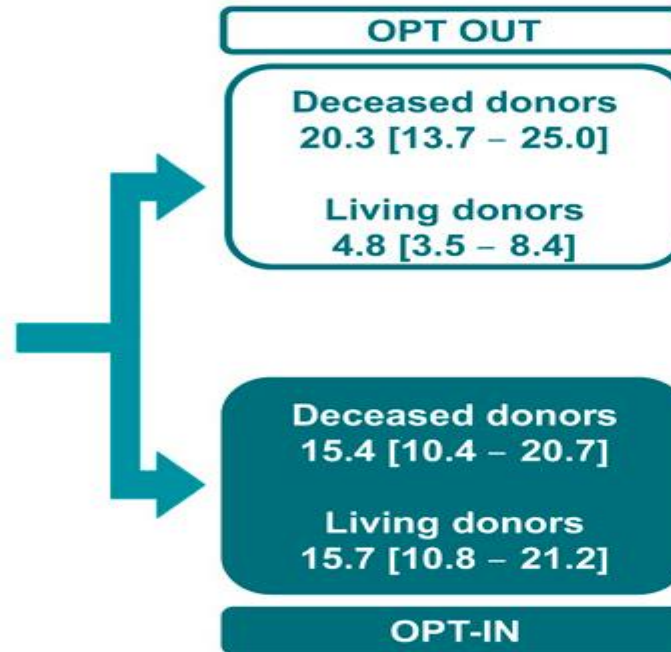 OPT OUT
Deceased donors
20.3 [13.7 – 25.0]
Living donors
4.8 [3.5 – 8.4]
Deceased donors
15.4 [10.4 – 20.7]
Living donors
15.7 [10.8 – 21.2]
OPT-IN